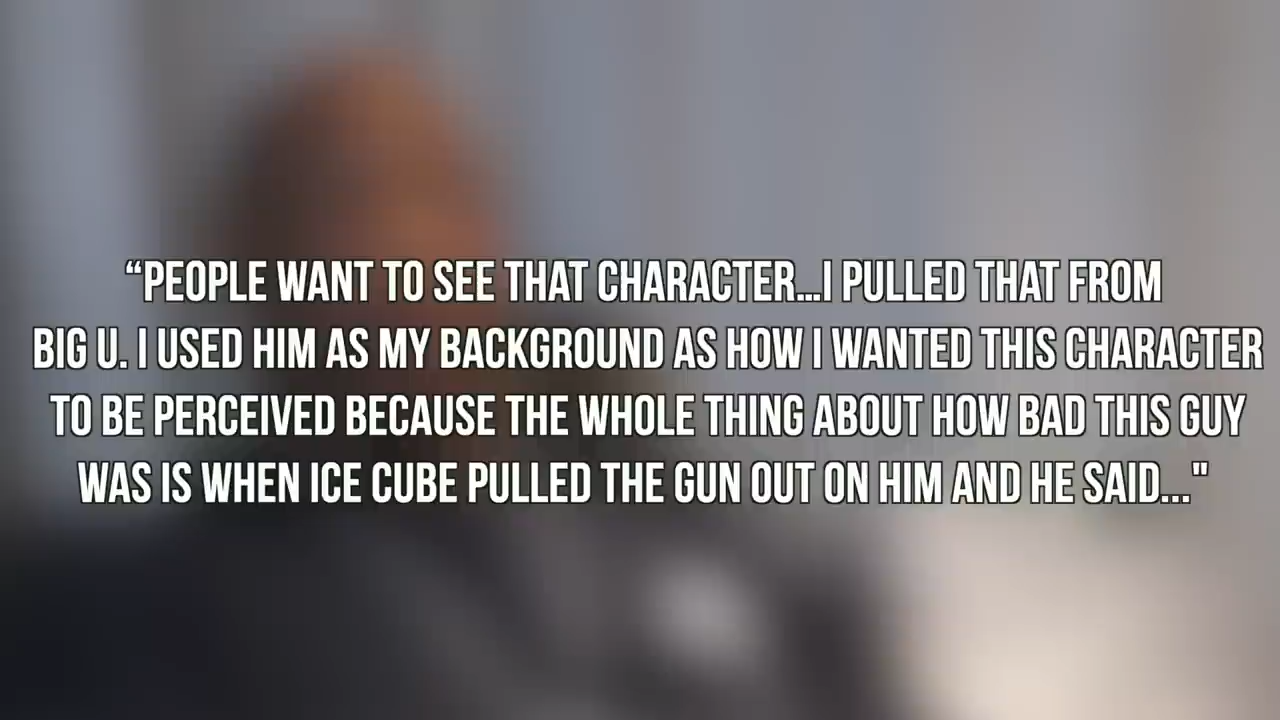 “PEOPLE WANT TO SEE THAT CHARACTER...I PULLED THAT FROM
BIG U. I USED HIM AS MY BACKGROUND AS HOW I WANTED THIS CHARACTER
TO BE PERCEIVED BECAUSE THE WHOLE THING ABOUT HOW BAD THIS GUY
WAS IS WHEN ICE CUBE PULLED THE GUN OUT ON HIM AND HE SAID..."